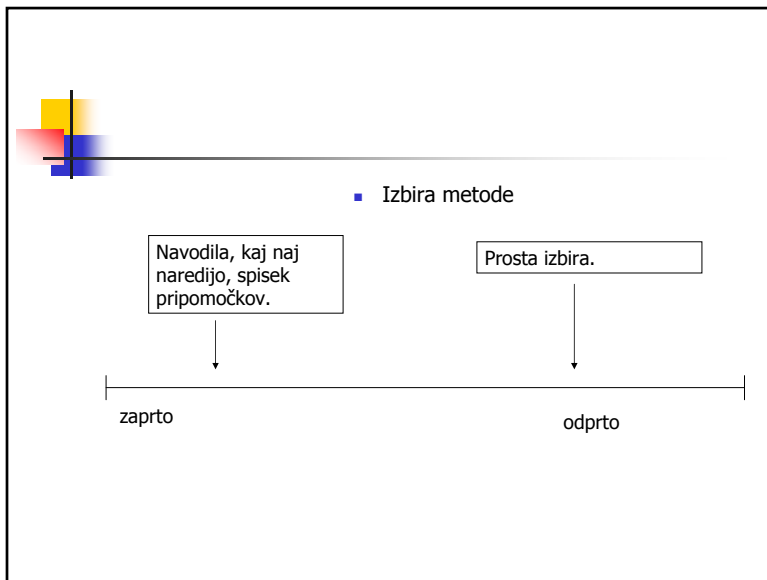 Izbira metode
Navodila, kaj naj
naredijo, spisek
pripomočkov.
Prosta izbira.
zaprto
odprto